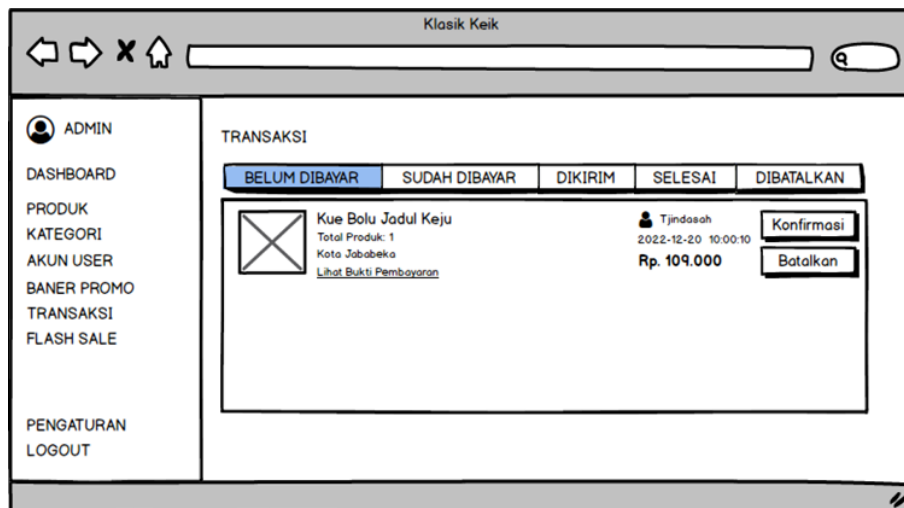 Klasik Keik
ADMIN
DASHBOARD
PRODUK
KATEGORI
AKUN USER
BANER PROMO
TRANSAKSI
FLASH SALE
PENGATURAN
LOGOUT
TRANSAKSI
BELUM DIBAYAR SUDAH DIBAYAR DIKIRIM SELESAI DIBATALKAN
Kue Bolu Jadul Keju
Total Produk: 1
Kota Jababeka
Lihat Bukti Pembayaran
Tjindasah
2022-12-20 10:00:10
Rp. 109.000
Konfirmasi
Batalkan